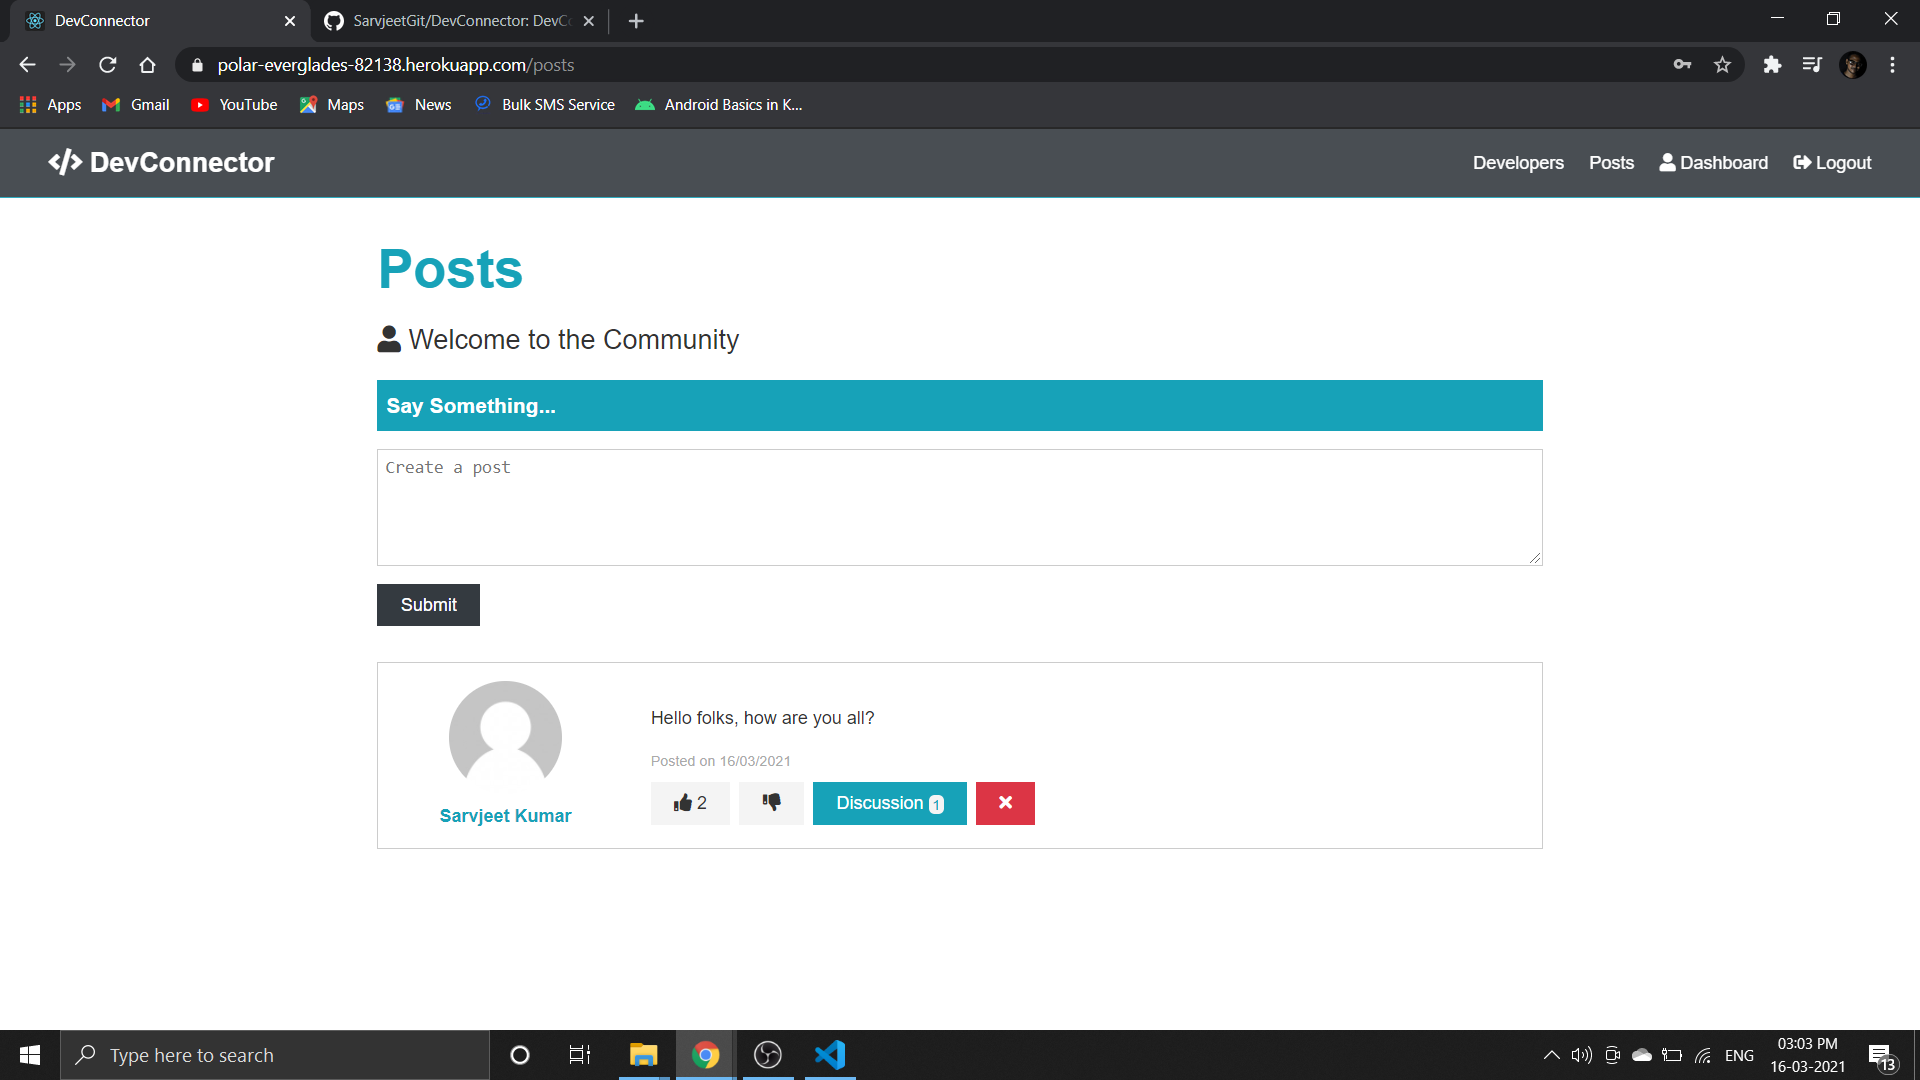 DevConnector
SarvjeetGit/DevConnector: DevC
polar-everglades-82138.herokuapp.com/posts
Apps Gmail YouTube Maps News Bulk SMS Service Android Basics in K...
</> DevConnector
Developers Posts Dashboard Logout
Posts
Welcome to the Community
Say Something...
Create a post
Submit
Hello folks, how are you all?
Posted on 16/03/2021
2 Discussion 1
Sarvjeet Kumar
Type here to search
ENG
03:03 PM
16-03-2021
13